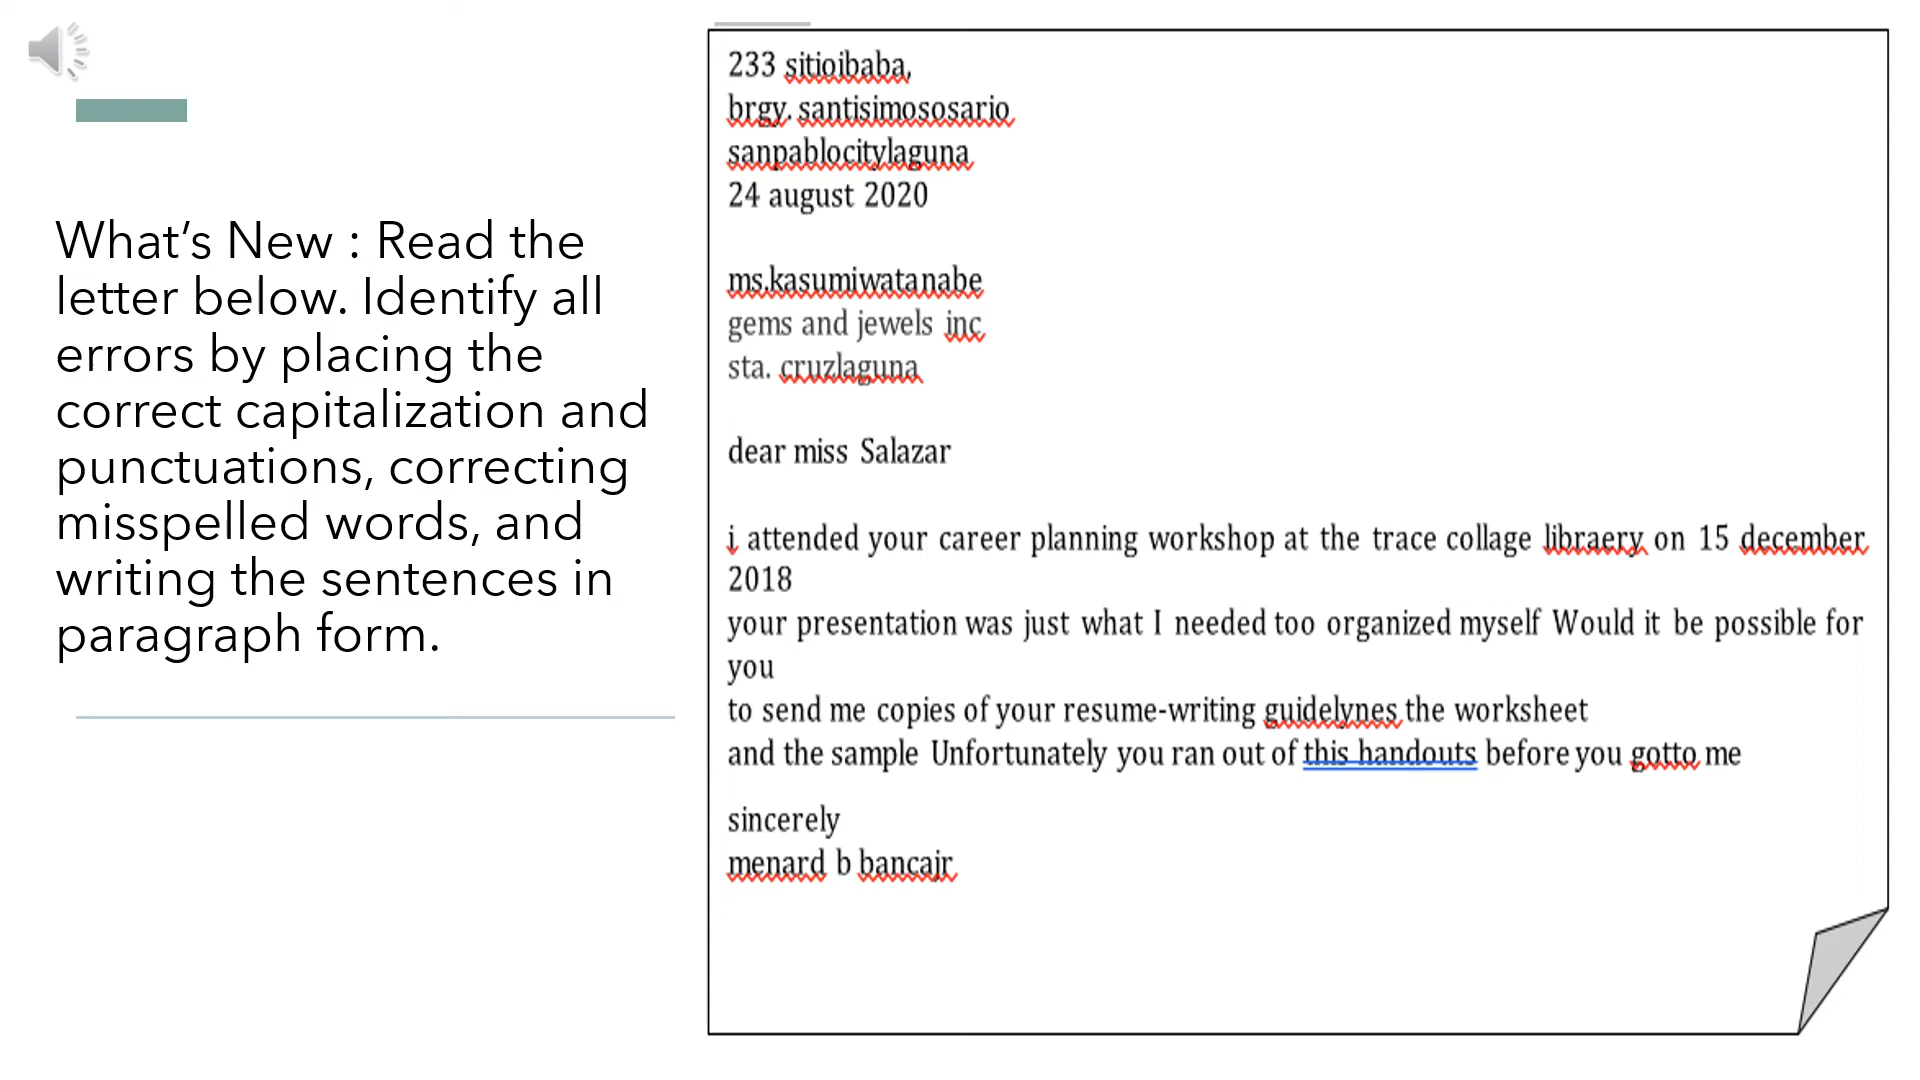 What’s New : Read the
letter below. Identify all
errors by placing the
correct capitalization and
punctuations, correcting
misspelled words, and
writing the sentences in
paragraph form.
233 sitioibaba,
brgy. santisimososario
sanpablocitylaguna
24 august 2020
ms.kasumiwatanabe
gems and jewels inc
sta. cruzlaguna
dear miss Salazar
i attended your career planning workshop at the trace collage libraery on 15 december
2018
your presentation was just what I needed too organized myself Would it be possible for
you
to send me copies of your resume-writing guidelynes the worksheet
and the sample Unfortunately you ran out of this handouts before you gotto me
sincerely
menard b bancajr